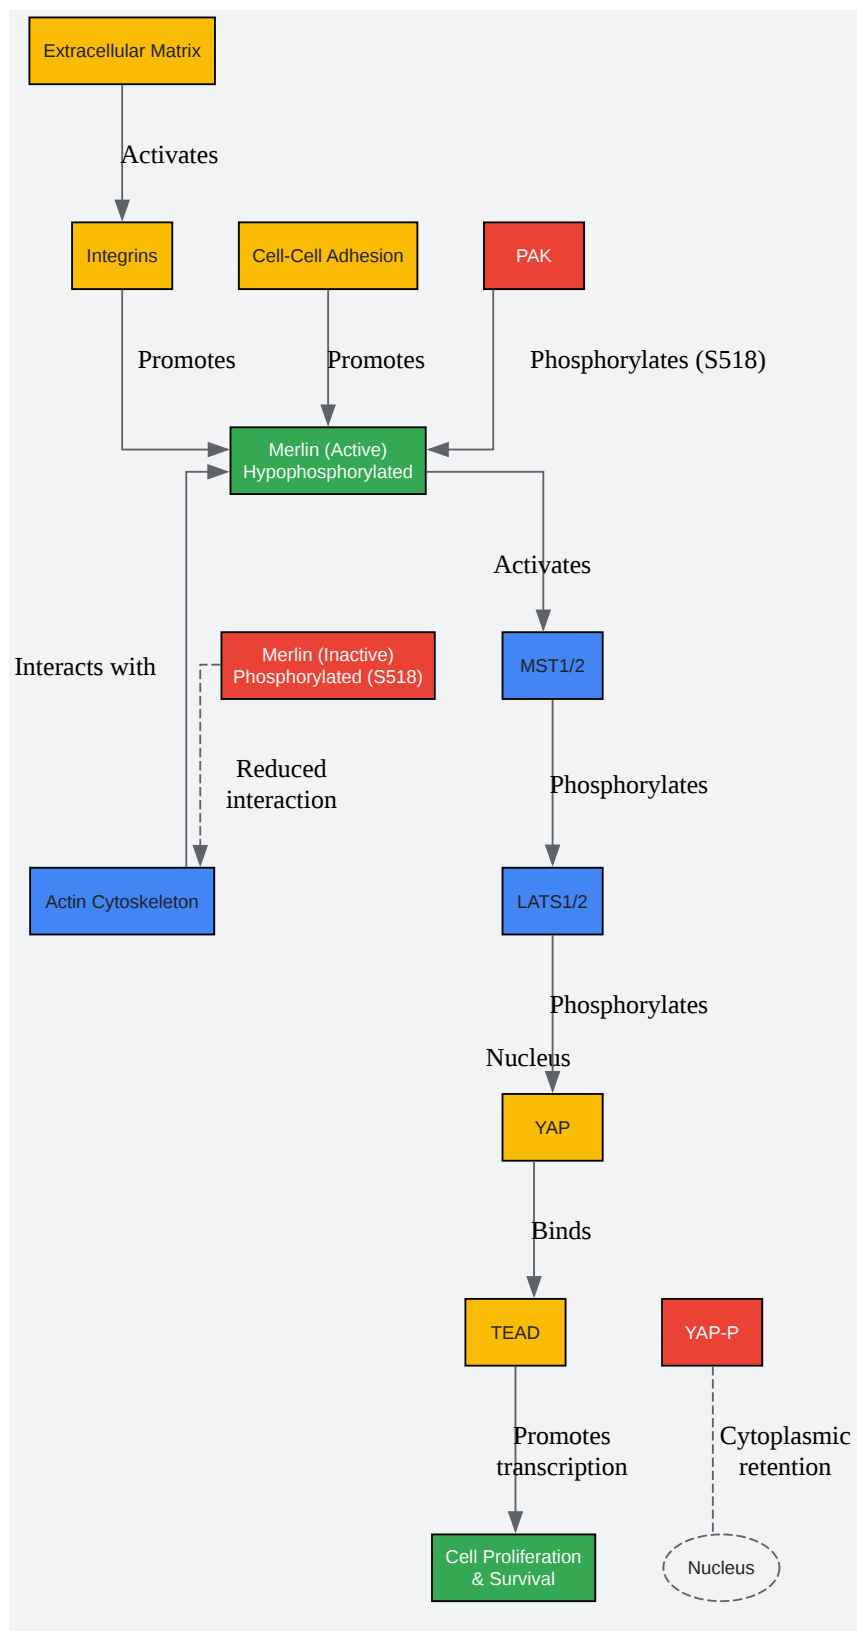 Extracellular Matrix
Activates
Integrins
Cell-Cell Adhesion
PAK
Promotes
Promotes
Phosphorylates (S518)
Merlin (Active)
Hypophosphorylated
Activates
Interacts with
Merlin (Inactive)
Phosphorylated (S518)
MST1/2
Reduced
interaction
Phosphorylates
Actin Cytoskeleton
LATS1/2
Phosphorylates
Nucleus
YAP
Binds
TEAD
YAP-P
Promotes
transcription
Cytoplasmic
retention
Cell Proliferation
& Survival
Nucleus